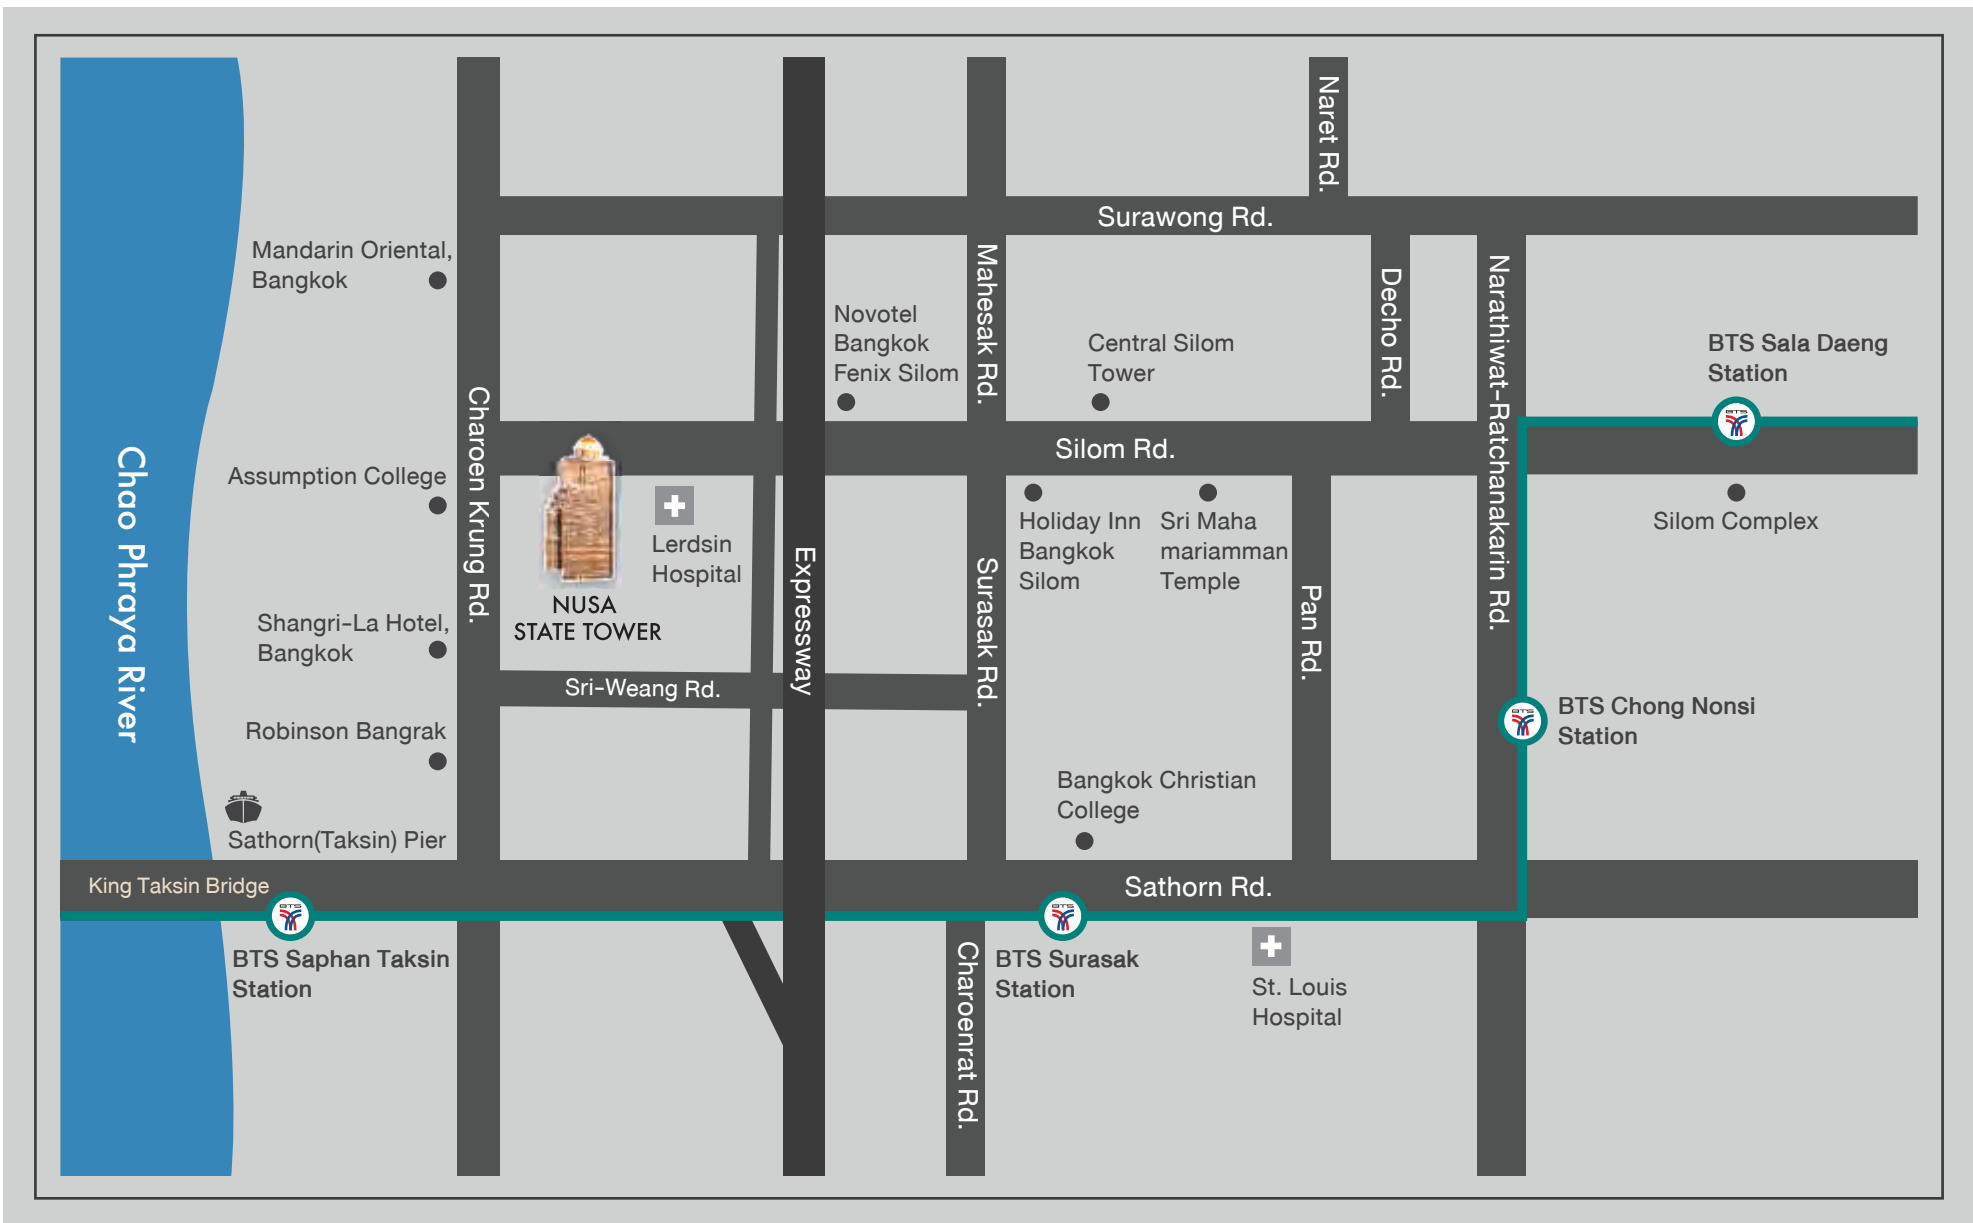 Naret Rd.
Surawong Rd.
Mandarin Oriental,
Bangkok
Mahesak Rd.
Decho Rd.
Narathiwat-Ratchanakarin Rd.
Novotel
Bangkok
Fenix Silom
Central Silom
Tower
BTS Sala Daeng
Station
BTS
Charoen Krung Rd.
Silom Rd.
Chao Phraya River
Assumption College
Lerdsin
Hospital
NUSA
STATE TOWER
Expressway
Surasak Rd.
Holiday Inn
Bangkok
Silom
Sri Maha
mariamman
Temple
Pan Rd.
Silom Complex
Shangri-La Hotel,
Bangkok
Sri-Weang Rd.
BTS
BTS Chong Nonsi
Station
Robinson Bangrak
Bangkok Christian
College
Sathorn(Taksin) Pier
King Taksin Bridge
Sathorn Rd.
BTS
BTS
BTS Saphan Taksin
Station
Charoenrat Rd.
BTS Surasak
Station
St. Louis
Hospital